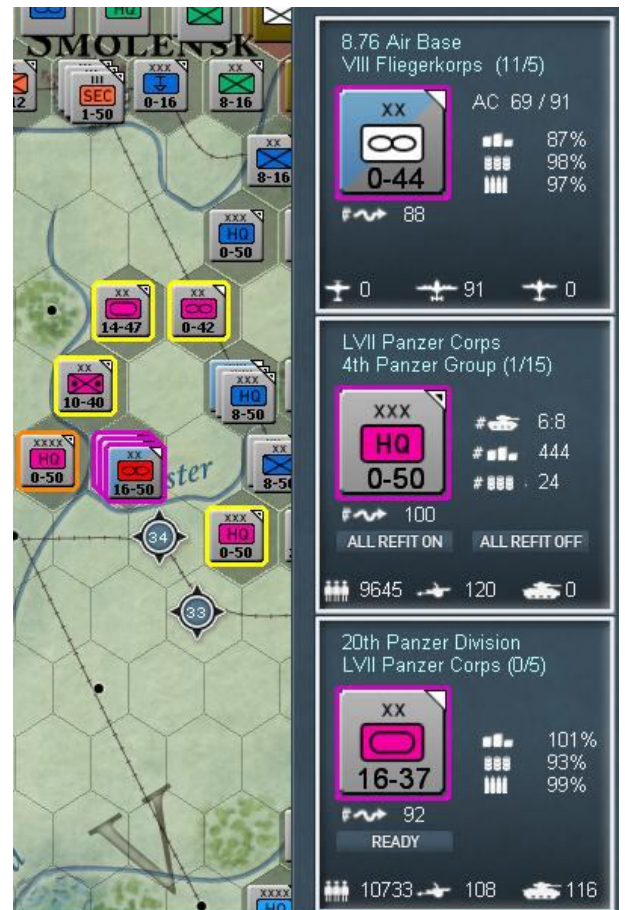 SMOLENSK
XXX
0-16
XX
8-16
III
SEC
1-50
XX
8-16
XXX
HQ
0-50
XX
14-47
XX
0-42
XX
10-40
XXX
HQ
8-50
XXXX
HQ
0-50
XX
16-50
ster
XX
34
XXX
HQ
0-50
33
V
XXXX
HQ
8.76 Air Base
VIII Fliegerkorps (11/5)
XX
0-44
AC 69 / 91
87%
98%
97%
# 88
0 91 0
LVII Panzer Corps
4th Panzer Group (1/15)
XXX
HQ
0-50
# 6:8
# 444
# 24
# 100
ALL REFIT ON ALL REFIT OFF
9645 120 0
20th Panzer Division
LVII Panzer Corps (0/5)
XX
16-37
101%
93%
99%
# 92
READY
10733 108 116